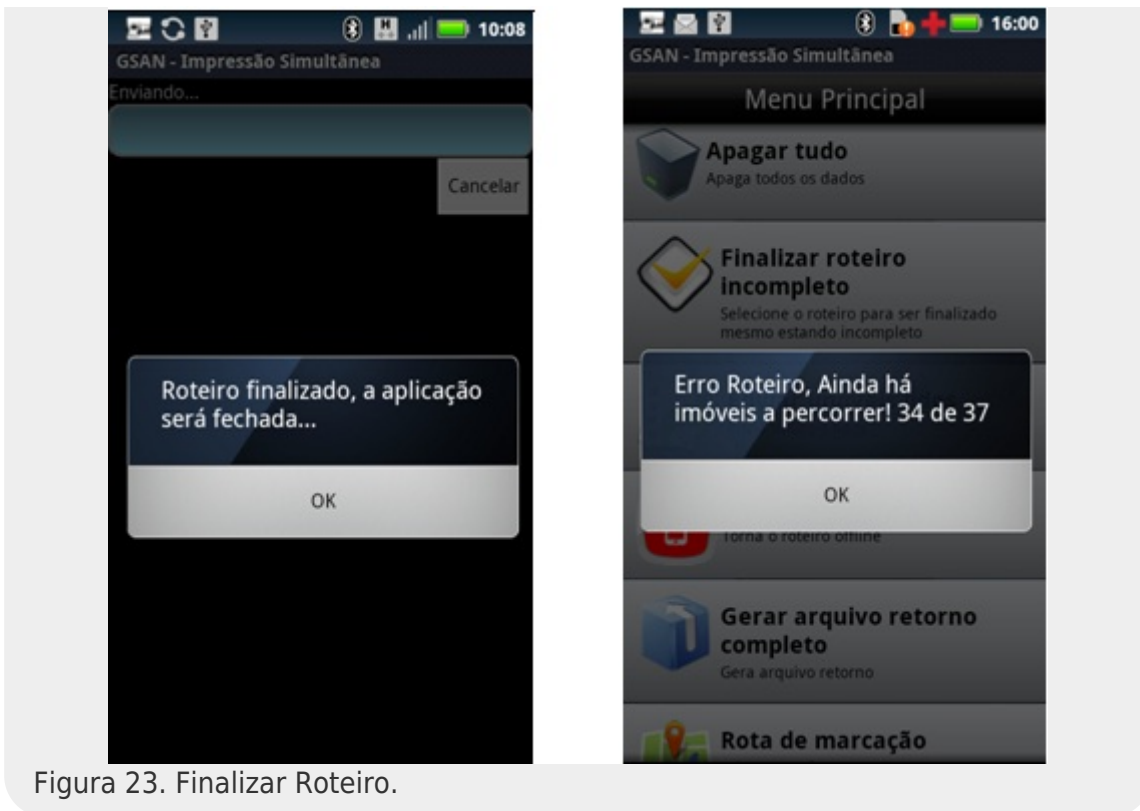 10:08
GSAN - Impressão Simultânea
Enviando...
Cancelar
Roteiro finalizado, a aplicação
será fechada...
OK
16:00
GSAN - Impressão Simultânea
Menu Principal
Apagar tudo
Apaga todos os dados
Finalizar roteiro
incompleto
Selecione o roteiro para ser finalizado
mesmo estando incompleto
Erro Roteiro, Ainda há
imóveis a percorrer! 34 de 37
OK
Torna o roteiro offline
Gerar arquivo retorno
completo
Gera arquivo retorno
Rota de marcação
Figura 23. Finalizar Roteiro.